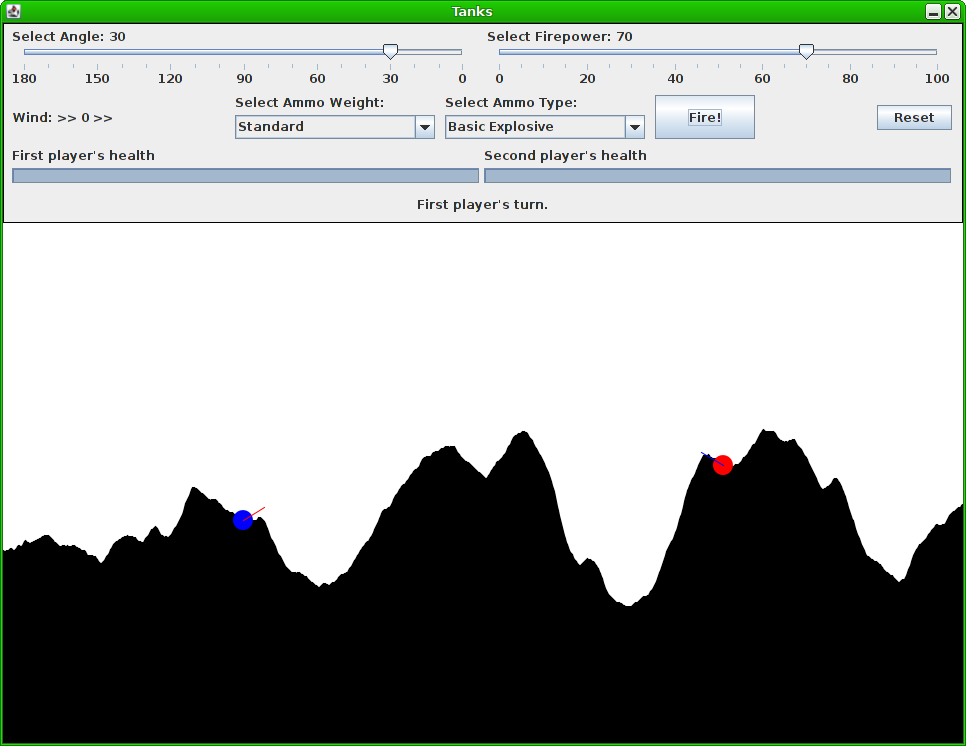 Tanks
Select Angle: 30
Select Firepower: 70
180 150 120 90 60 30 0
0 20 40 60 80 100
Wind: >> 0 >>
Select Ammo Weight:
Standard
Select Ammo Type:
Basic Explosive
Fire!
Reset
First player's health
Second player's health
First player's turn.